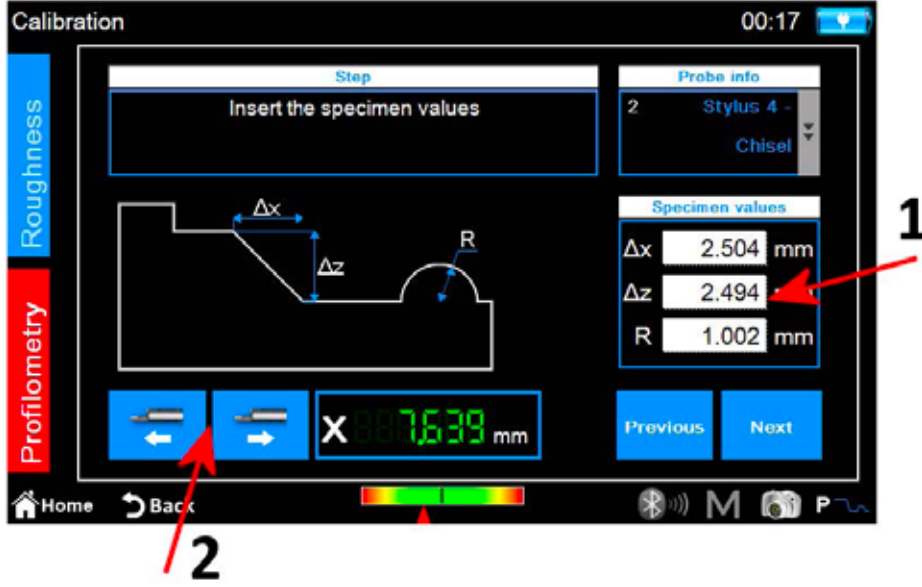 Calibration
00:17
Roughness
Profilometry
Step
Insert the specimen values
Probe info
2 Stylus 4 -
Chisel
Δx
Δz
R
Specimen values
Δx 2.504 mm
Δz 2.494
R 1.002 mm
1
X 7,639 mm
Previous
Next
Home
Back
M
P
2